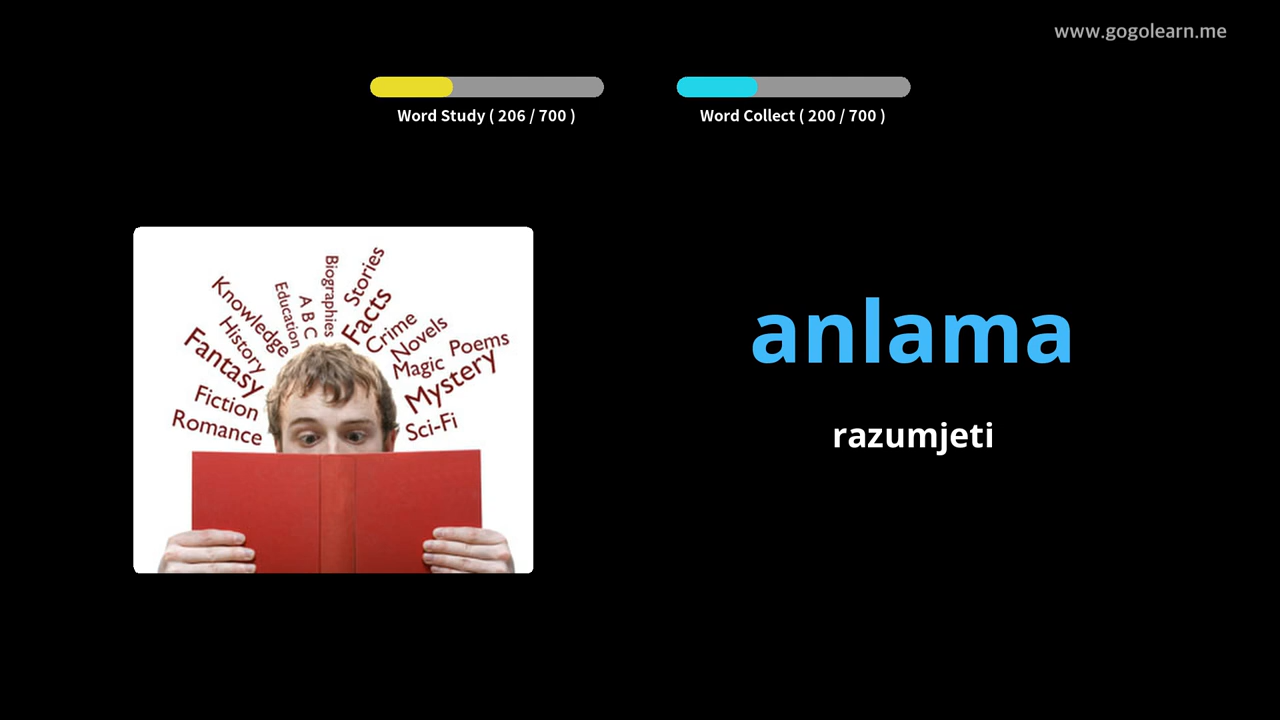 www.gogolearn.me
Word Study ( 206 / 700 )
Word Collect ( 200 / 700 )
Stories
Biographies
Facts
A B C
Education
Knowledge
Crime
Novels
History
Poems
Fantasy
Magic
Mystery
Fiction
Romance
Sci-Fi
anlama
razumjeti